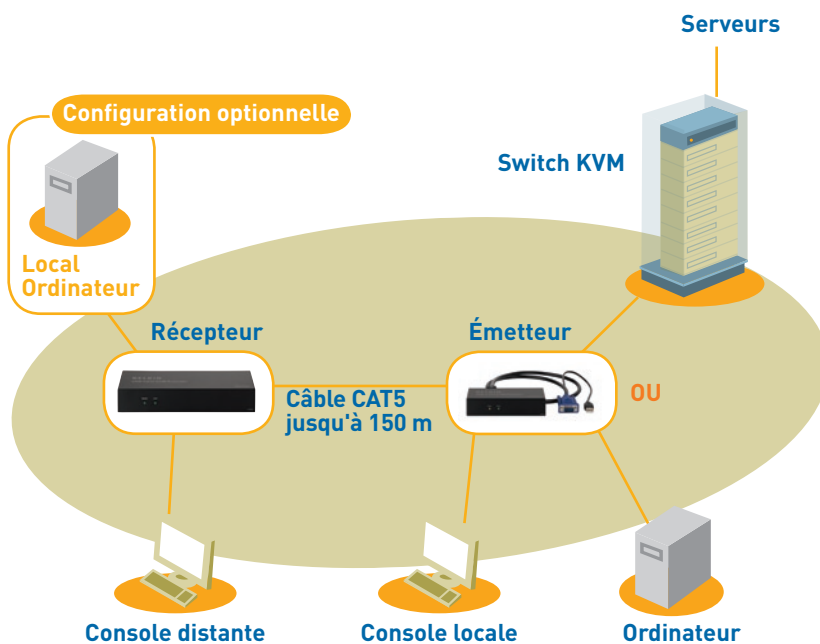 Serveurs
Configuration optionnelle
Switch KVM
Local
Ordinateur
Récepteur
Émetteur
Câble CAT5
jusqu'à 150 m
OU
Console distante
Console locale
Ordinateur